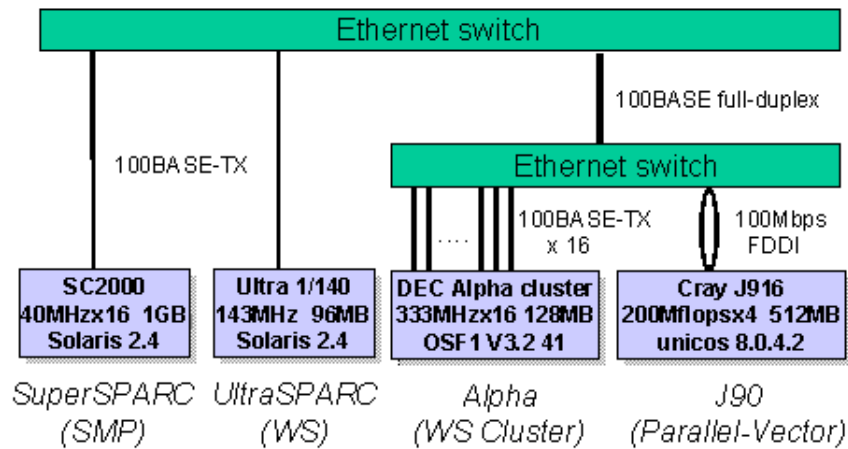 Ethernet switch
100BASE full-duplex
100BASE-TX
Ethernet switch
100BASE-TX
x 16
100Mbps
FDDI
....
SC2000
40MHzx16 1GB
Solaris 2.4
Ultra 1/140
143MHz 96MB
Solaris 2.4
DEC Alpha cluster
333MHzx16 128MB
OSF1 V3.2 41
Cray J916
200Mflopsx4 512MB
unicos 8.0.4.2
SuperSPARC
(SMP)
UltraSPARC
(WS)
Alpha
(WS Cluster)
J90
(Parallel-Vector)